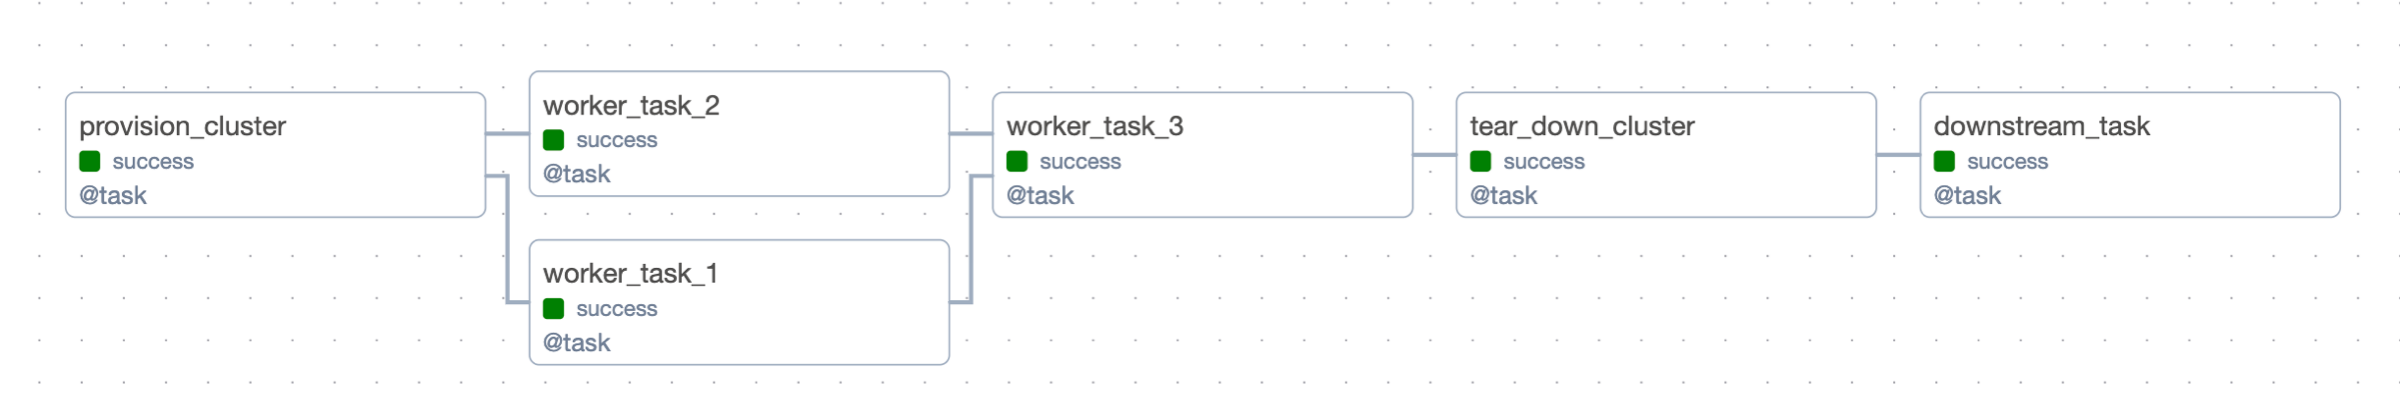 provision_cluster
success
@task
worker_task_2
success
@task
worker_task_1
success
@task
worker_task_3
success
@task
tear_down_cluster
success
@task
downstream_task
success
@task